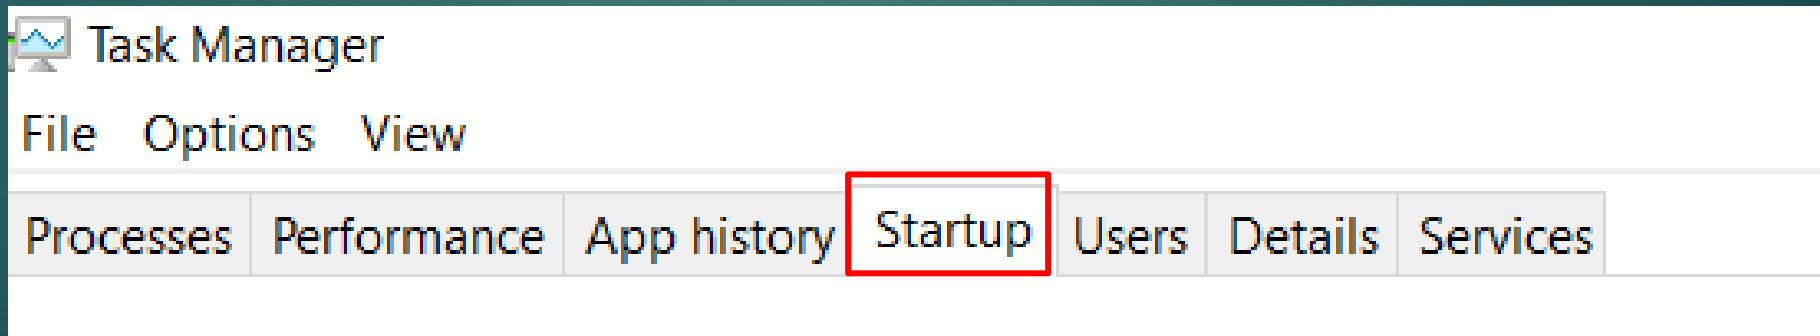 Task Manager
File Options View
Processes Performance App history Startup Users Details Services